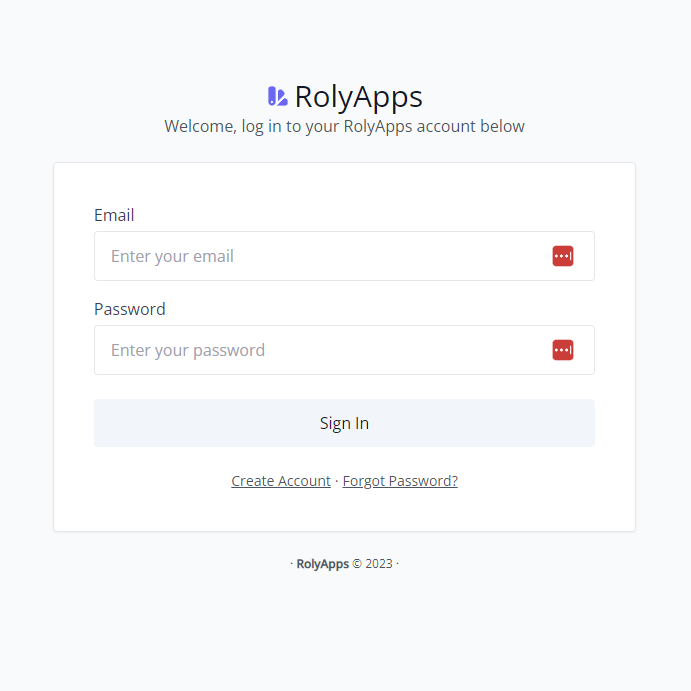 RolyApps
Welcome, log in to your RolyApps account below
Email
Enter your email
Password
Enter your password
Sign In
Create Account · Forgot Password?
· RolyApps © 2023 ·